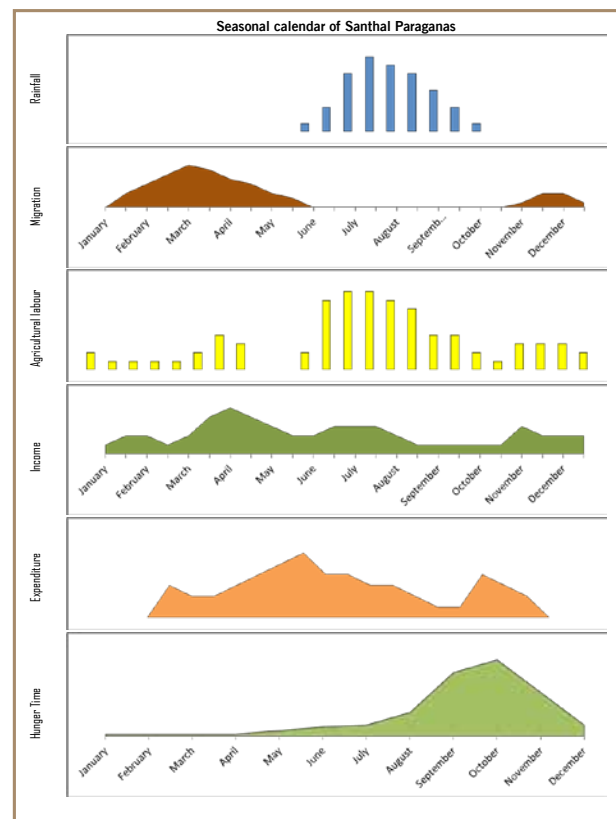 Seasonal calendar of Santhal Paraganas
Rainfall
Migration
January February March April May June July August Septemb... October November December
Agricultural labour
Income
January February March April May June July August September October November December
Expenditure
Hunger Time
January February March April May June July August September October November December